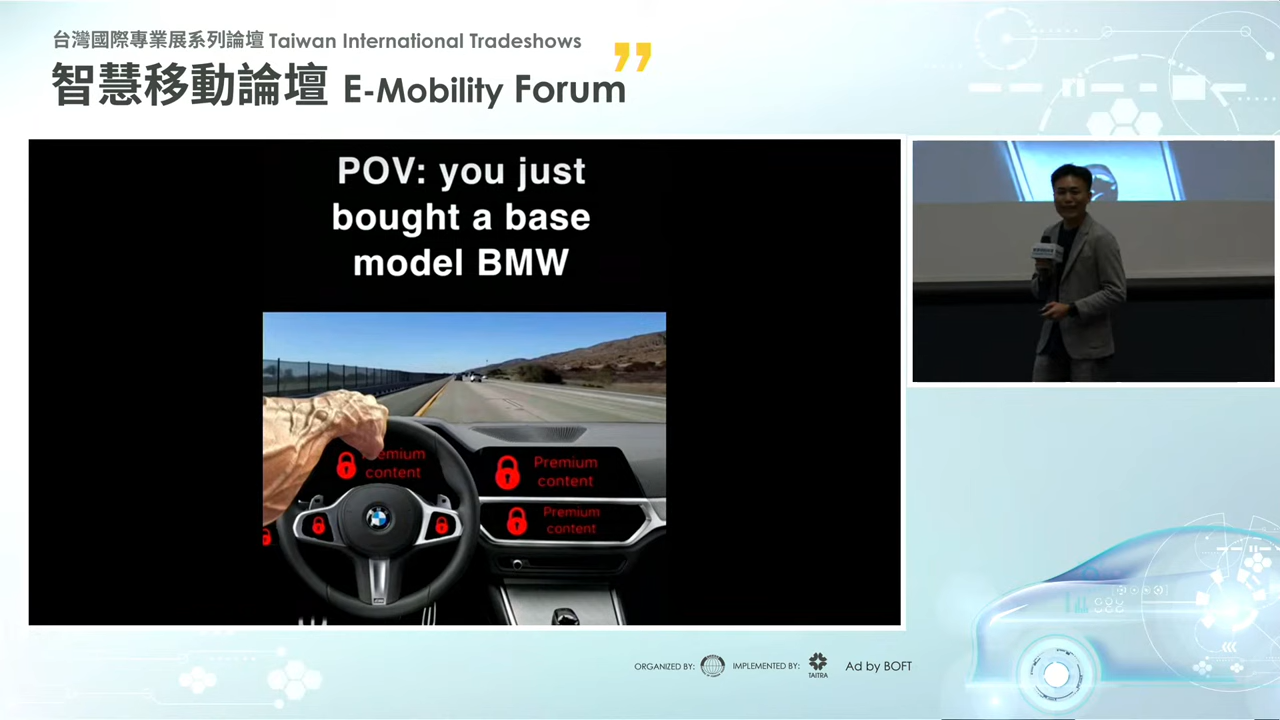 台灣國際專業展系列論壇 Taiwan International Tradeshows
智慧移動論壇 E-Mobility Forum
POV: you just
bought a base
model BMW
Premium
content
Premium
content
Premium
content
ORGANIZED BY:
IMPLEMENTED BY:
TAITRA
Ad by BOFT